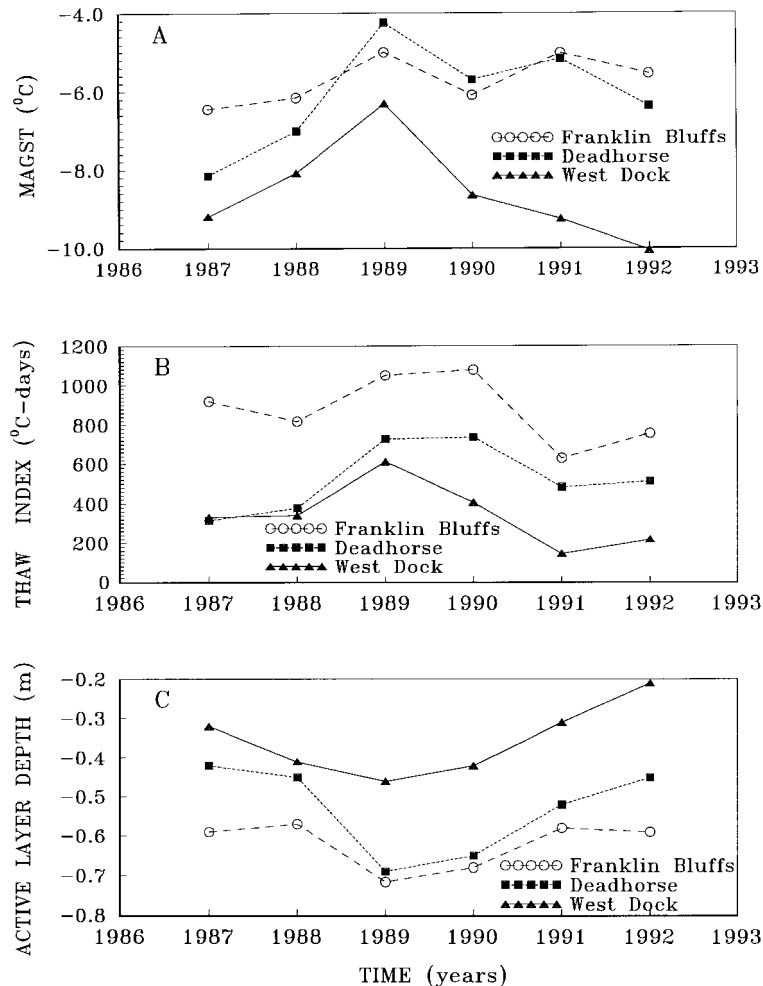 A
MAGST (⁰C)
-4.0
-6.0
-8.0
-10.0
Franklin Bluffs
Deadhorse
West Dock
1986 1987 1988 1989 1990 1991 1992 1993
B
THAW INDEX (⁰C-days)
1200
1000
800
600
400
200
0
Franklin Bluffs
Deadhorse
West Dock
1986 1987 1988 1989 1990 1991 1992 1993
C
ACTIVE LAYER DEPTH (m)
-0.2
-0.3
-0.4
-0.5
-0.6
-0.7
-0.8
Franklin Bluffs
Deadhorse
West Dock
1986 1987 1988 1989 1990 1991 1992 1993
TIME (years)